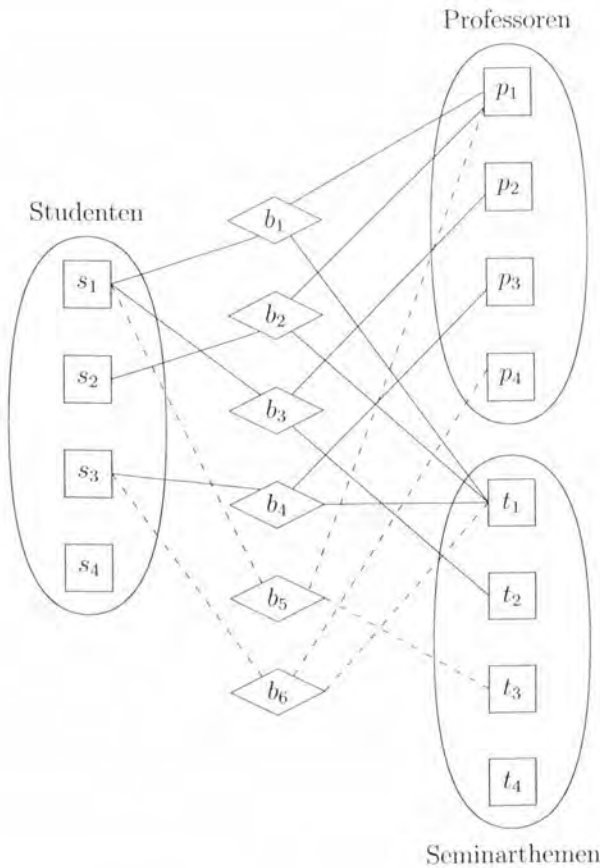 Professoren
p1
p2
p3
p4
Studenten
s1
s2
s3
s4
b1
b2
b3
b4
b5
b6
t1
t2
t3
t4
Seminarthemen